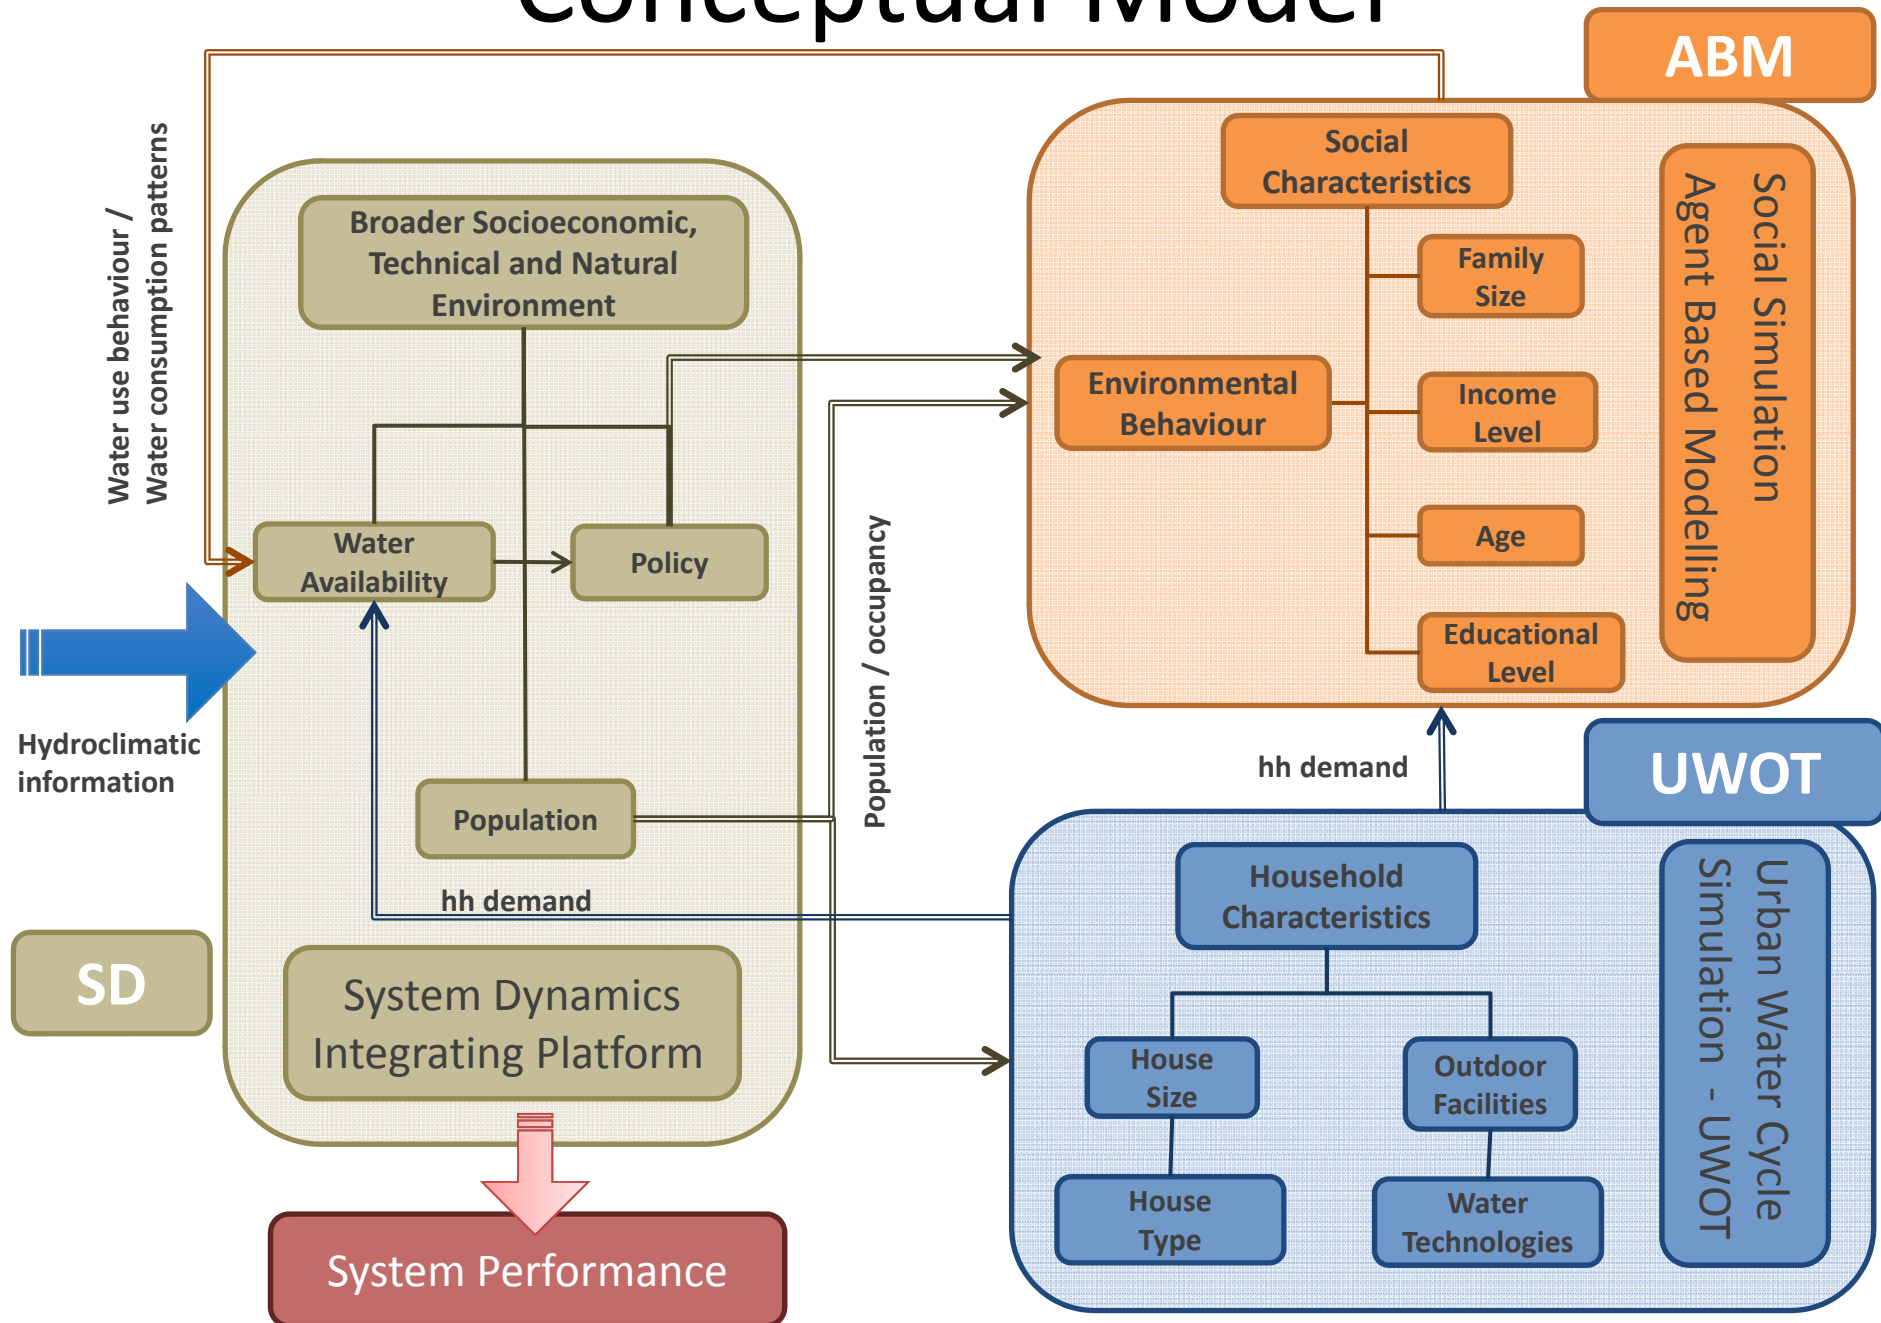 Conceptual Model
ABM
Social
Characteristics
Family
Size
Environmental
Behaviour
Income
Level
Age
Educational
Level
Social Simulation
Agent Based Modelling
Water use behaviour /
Water consumption patterns
Broader Socioeconomic,
Technical and Natural
Environment
Water
Availability
Policy
Hydroclimatic
information
Population
Population / occupancy
hh demand
hh demand
SD
System Dynamics
Integrating Platform
System Performance
UWOT
Household
Characteristics
House
Size
Outdoor
Facilities
House
Type
Water
Technologies
Urban Water Cycle
Simulation - UWOT